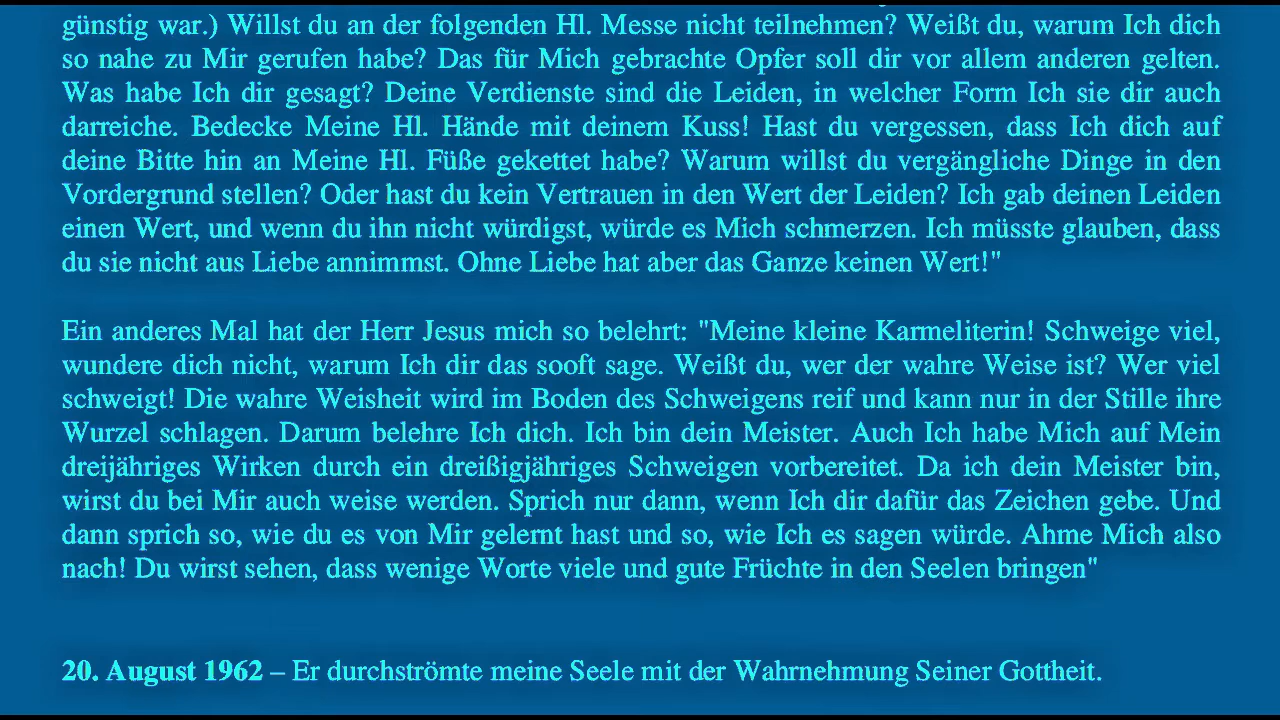 günstig war.) Willst du an der folgenden Hl. Messe nicht teilnehmen? Weißt du, warum Ich dich
so nahe zu Mir gerufen habe? Das für Mich gebrachte Opfer soll dir vor allem anderen gelten.
Was habe Ich dir gesagt? Deine Verdienste sind die Leiden, in welcher Form Ich sie dir auch
darreiche. Bedecke Meine Hl. Hände mit deinem Kuss! Hast du vergessen, dass Ich dich auf
deine Bitte hin an Meine Hl. Füße gekettet habe? Warum willst du vergängliche Dinge in den
Vordergrund stellen? Oder hast du kein Vertrauen in den Wert der Leiden? Ich gab deinen Leiden
einen Wert, und wenn du ihn nicht würdigst, würde es Mich schmerzen. Ich müsste glauben, dass
du sie nicht aus Liebe annimmst. Ohne Liebe hat aber das Ganze keinen Wert!"
Ein anderes Mal hat der Herr Jesus mich so belehrt: "Meine kleine Karmeliterin! Schweige viel,
wundere dich nicht, warum Ich dir das sooft sage. Weißt du, wer der wahre Weise ist? Wer viel
schweigt! Die wahre Weisheit wird im Boden des Schweigens reif und kann nur in der Stille ihre
Wurzel schlagen. Darum belehre Ich dich. Ich bin dein Meister. Auch Ich habe Mich auf Mein
dreijähriges Wirken durch ein dreißigjähriges Schweigen vorbereitet. Da ich dein Meister bin,
wirst du bei Mir auch weise werden. Sprich nur dann, wenn Ich dir dafür das Zeichen gebe. Und
dann sprich so, wie du es von Mir gelernt hast und so, wie Ich es sagen würde. Ahme Mich also
nach! Du wirst sehen, dass wenige Worte viele und gute Früchte in den Seelen bringen"
20. August 1962 – Er durchströmte meine Seele mit der Wahrnehmung Seiner Gottheit.